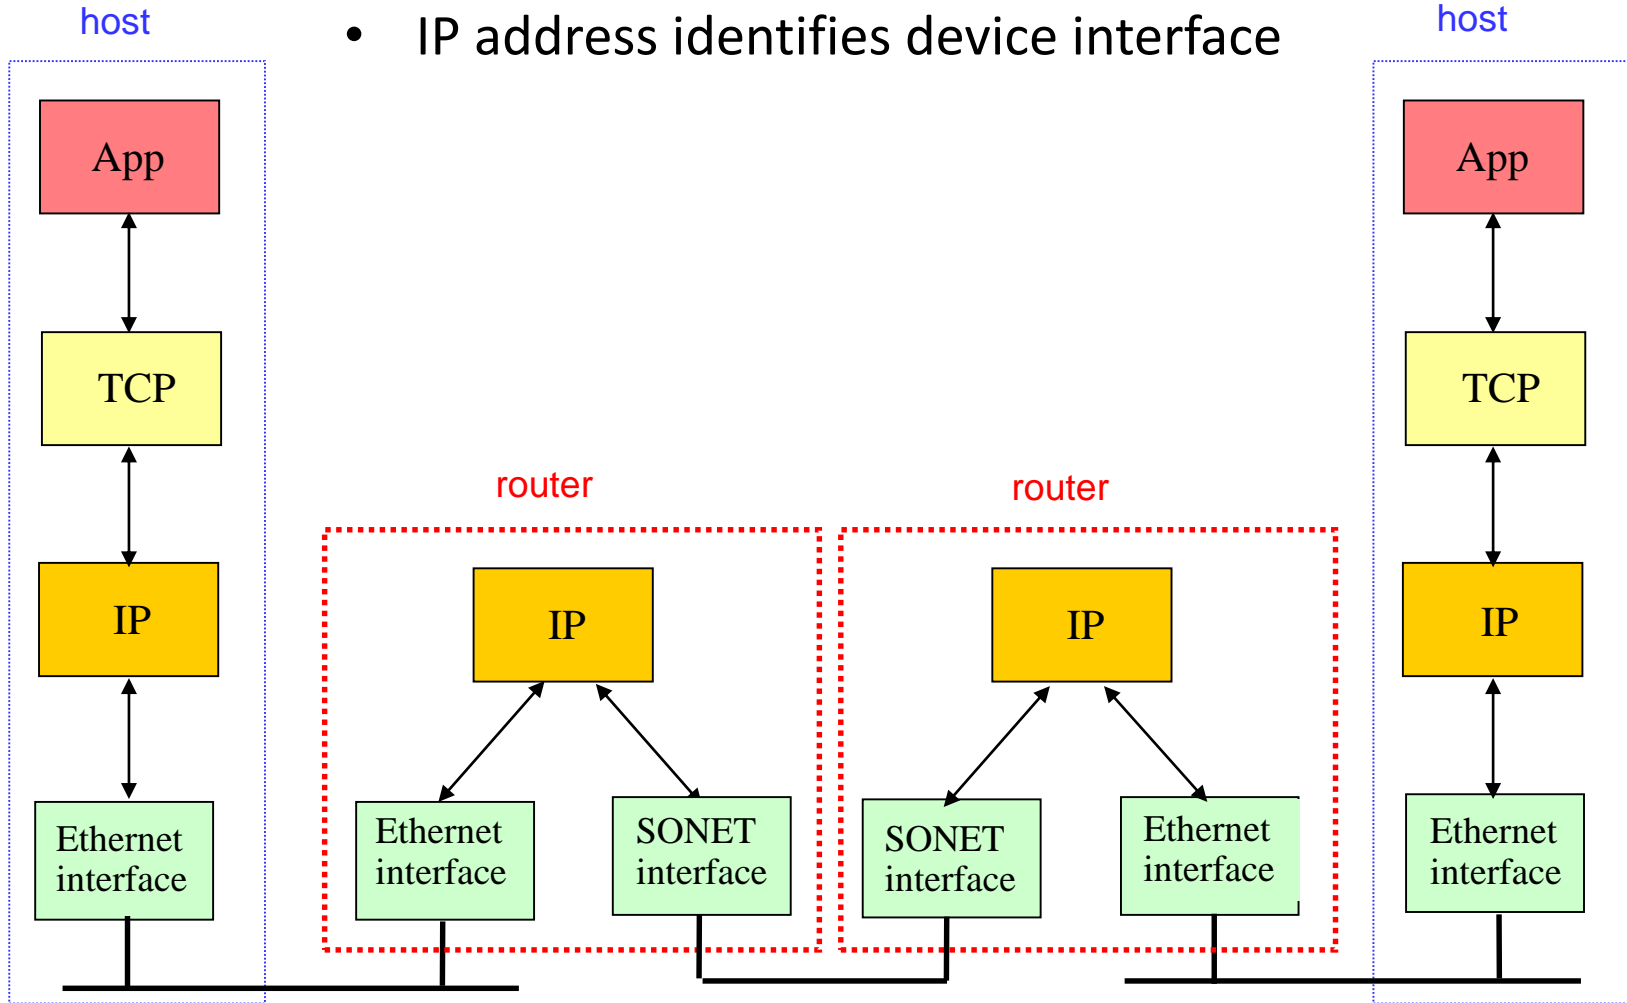 host
• IP address identifies device interface
host
App
App
TCP
TCP
router
router
IP
IP
IP
IP
Ethernet
interface
Ethernet
interface
SONET
interface
SONET
interface
Ethernet
interface
Ethernet
interface